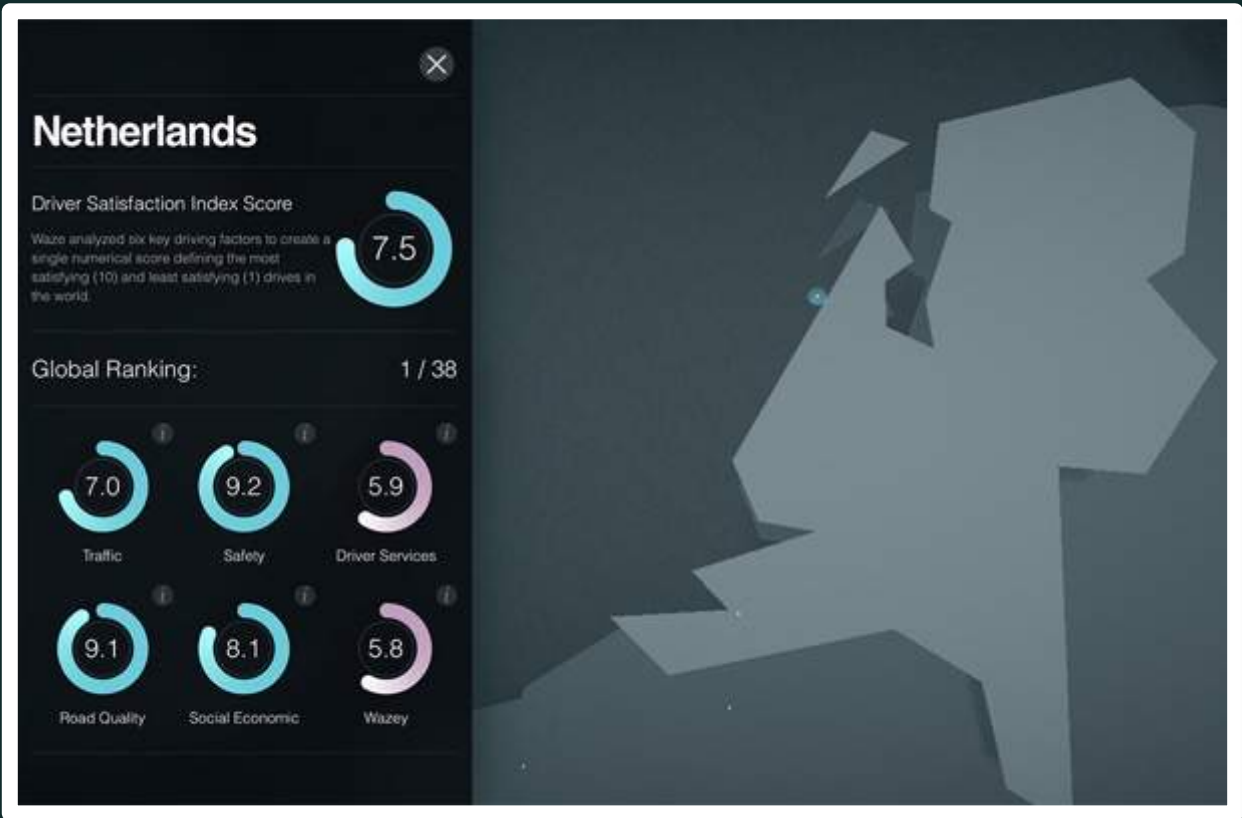 Netherlands
Driver Satisfaction Index Score
Waze analyzed six key driving factors to create a
single numerical score defining the most
satisfying (10) and least satisfying (1) drives in
the world.
7.5
Global Ranking: 1 / 38
i i i
7.0 9.2 5.9
Traffic Safety Driver Services
i i i
9.1 8.1 5.8
Road Quality Social Economic Wazey